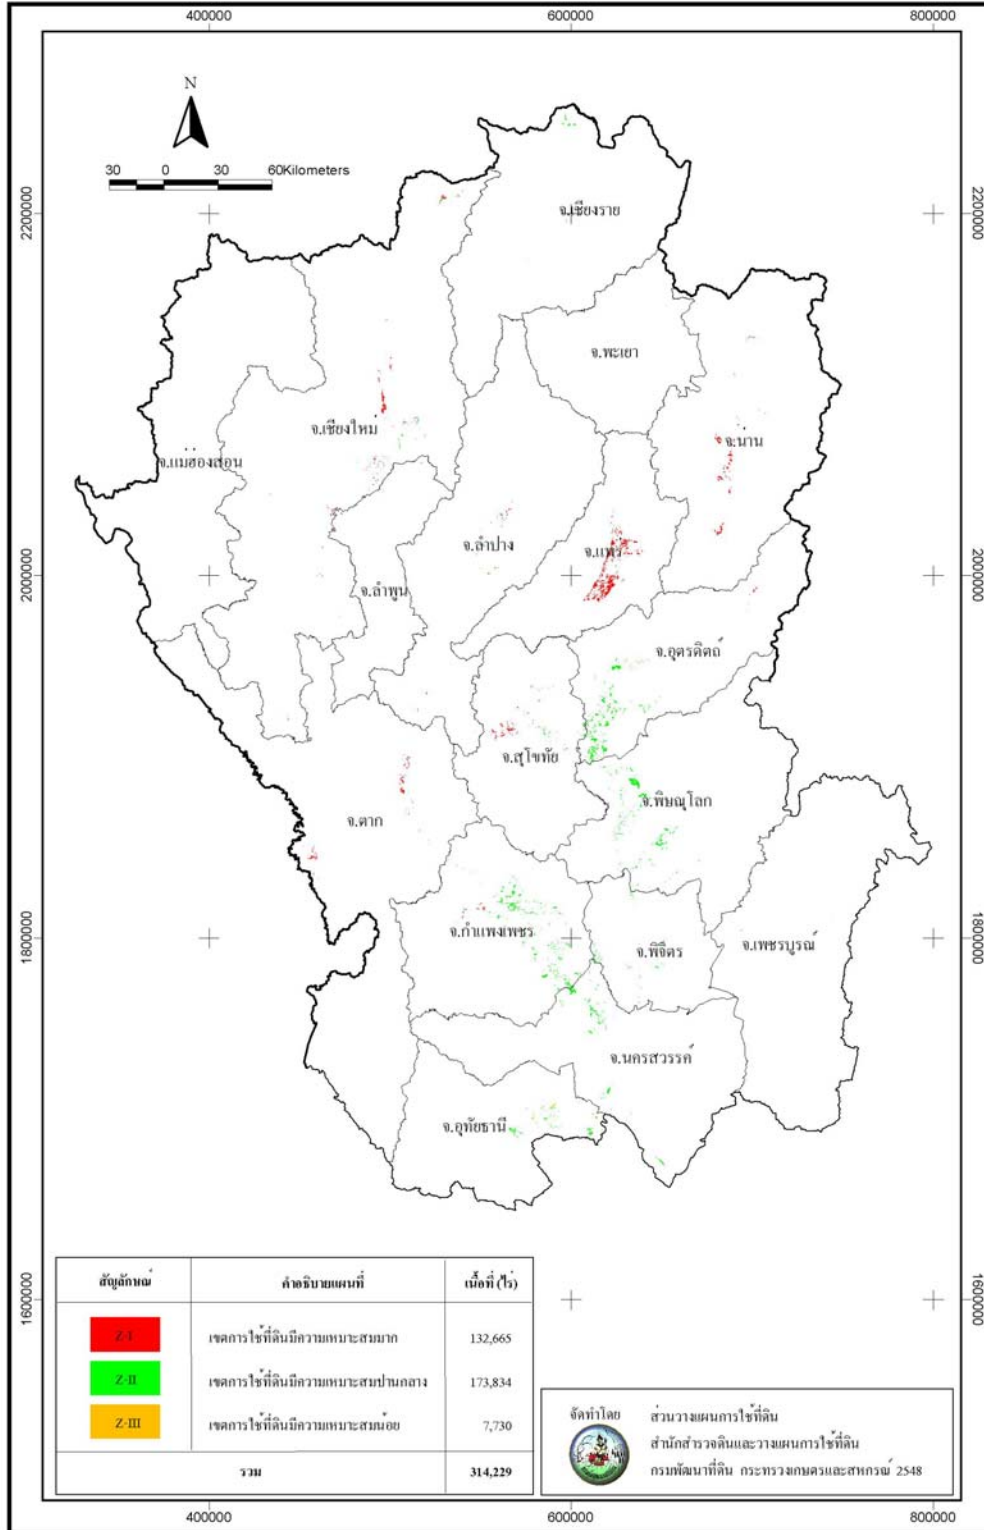 400000 600000 800000
N
30 0 30 60Kilometers
2200000 2200000
จ.เชียงราย
จ.พะเยา
จ.เชียงใหม่
จ.น่าน
จ.แม่ฮ่องสอน
จ.ลำปาง
จ.แพร่
2000000 2000000
จ.ลำพูน
จ.อุตรดิตถ์
จ.สุโขทัย
จ.พิษณุโลก
จ.ตาก
จ.กำแพงเพชร
1800000 1800000
จ.พิจิตร
จ.เพชรบูรณ์
จ.นครสวรรค์
จ.อุทัยธานี
1600000 1600000
สัญลักษณ์ คำอธิบายแผนที่ เนื้อที่ (ไร่)
Z-I เขตการใช้ที่ดินมีความเหมาะสมมาก 132,665
Z-II เขตการใช้ที่ดินมีความเหมาะสมปานกลาง 173,834
Z-III เขตการใช้ที่ดินมีความเหมาะสมน้อย 7,730
รวม 314,229
จัดทำโดย ส่วนวางแผนการใช้ที่ดิน
สำนักสำรวจดินและวางแผนการใช้ที่ดิน
กรมพัฒนาที่ดิน กระทรวงเกษตรและสหกรณ์ 2548
400000 600000 800000